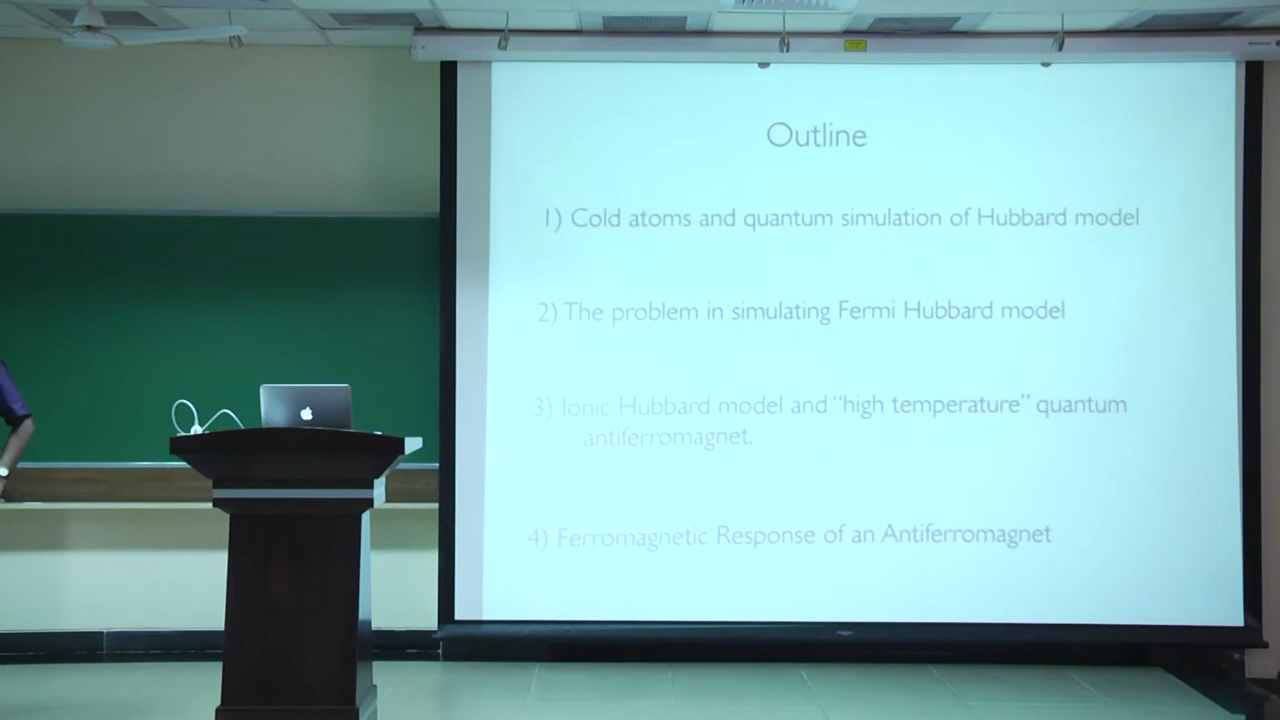 Outline
1) Cold atoms and quantum simulation of Hubbard model
2) The problem in simulating Fermi Hubbard model
3) Ionic Hubbard model and "high temperature" quantum
antiferromagnet.
4) Ferromagnetic Response of an Antiferromagnet